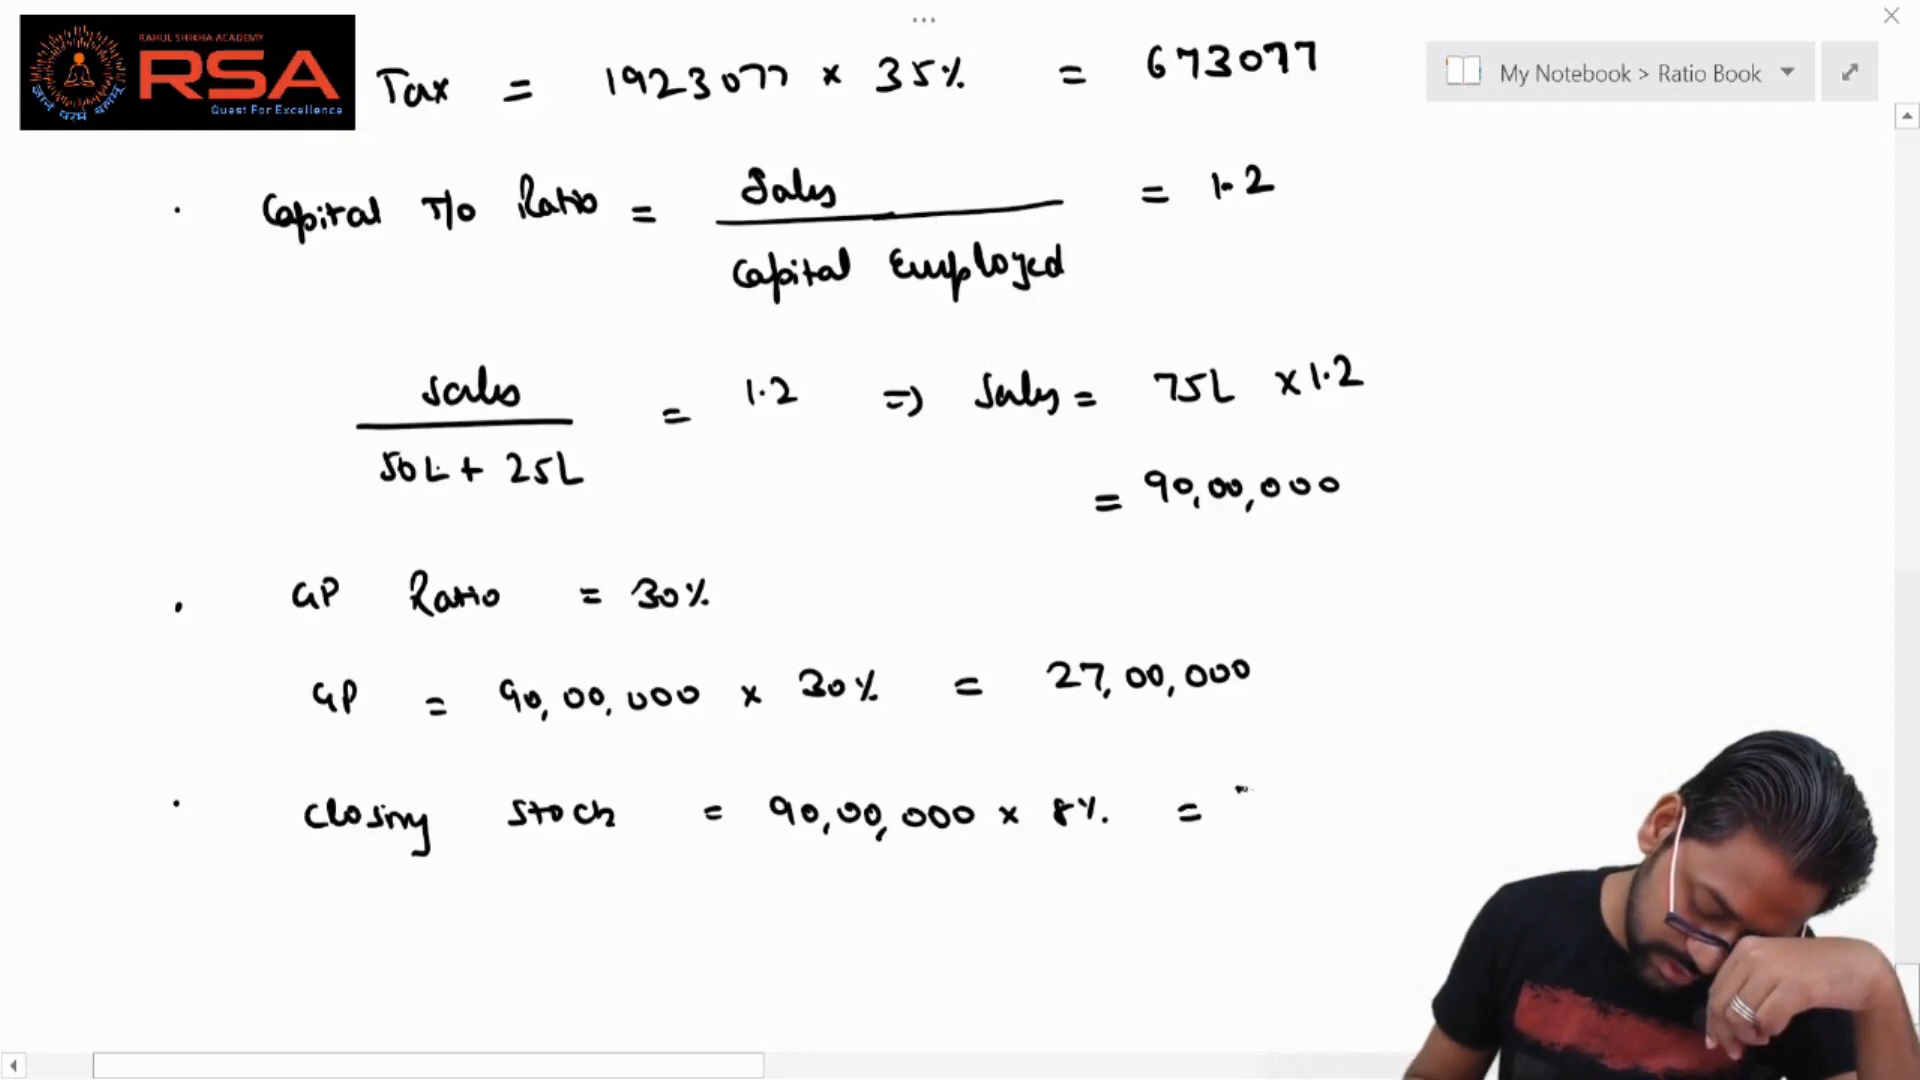 RAHUL SHIKHA ACADEMY
RSA
Quest For Excellence
My Notebook > Ratio Book
Tax = 1923077 × 35% = 673077
. Capital T/o Ratio = Sales / Capital Employed = 1.2
Sales / 50L + 25L = 1.2 => Sales = 75L × 1.2
= 90,00,000
. GP Ratio = 30%
GP = 90,00,000 × 30% = 27,00,000
. Closing Stock = 90,00,000 × 8% =